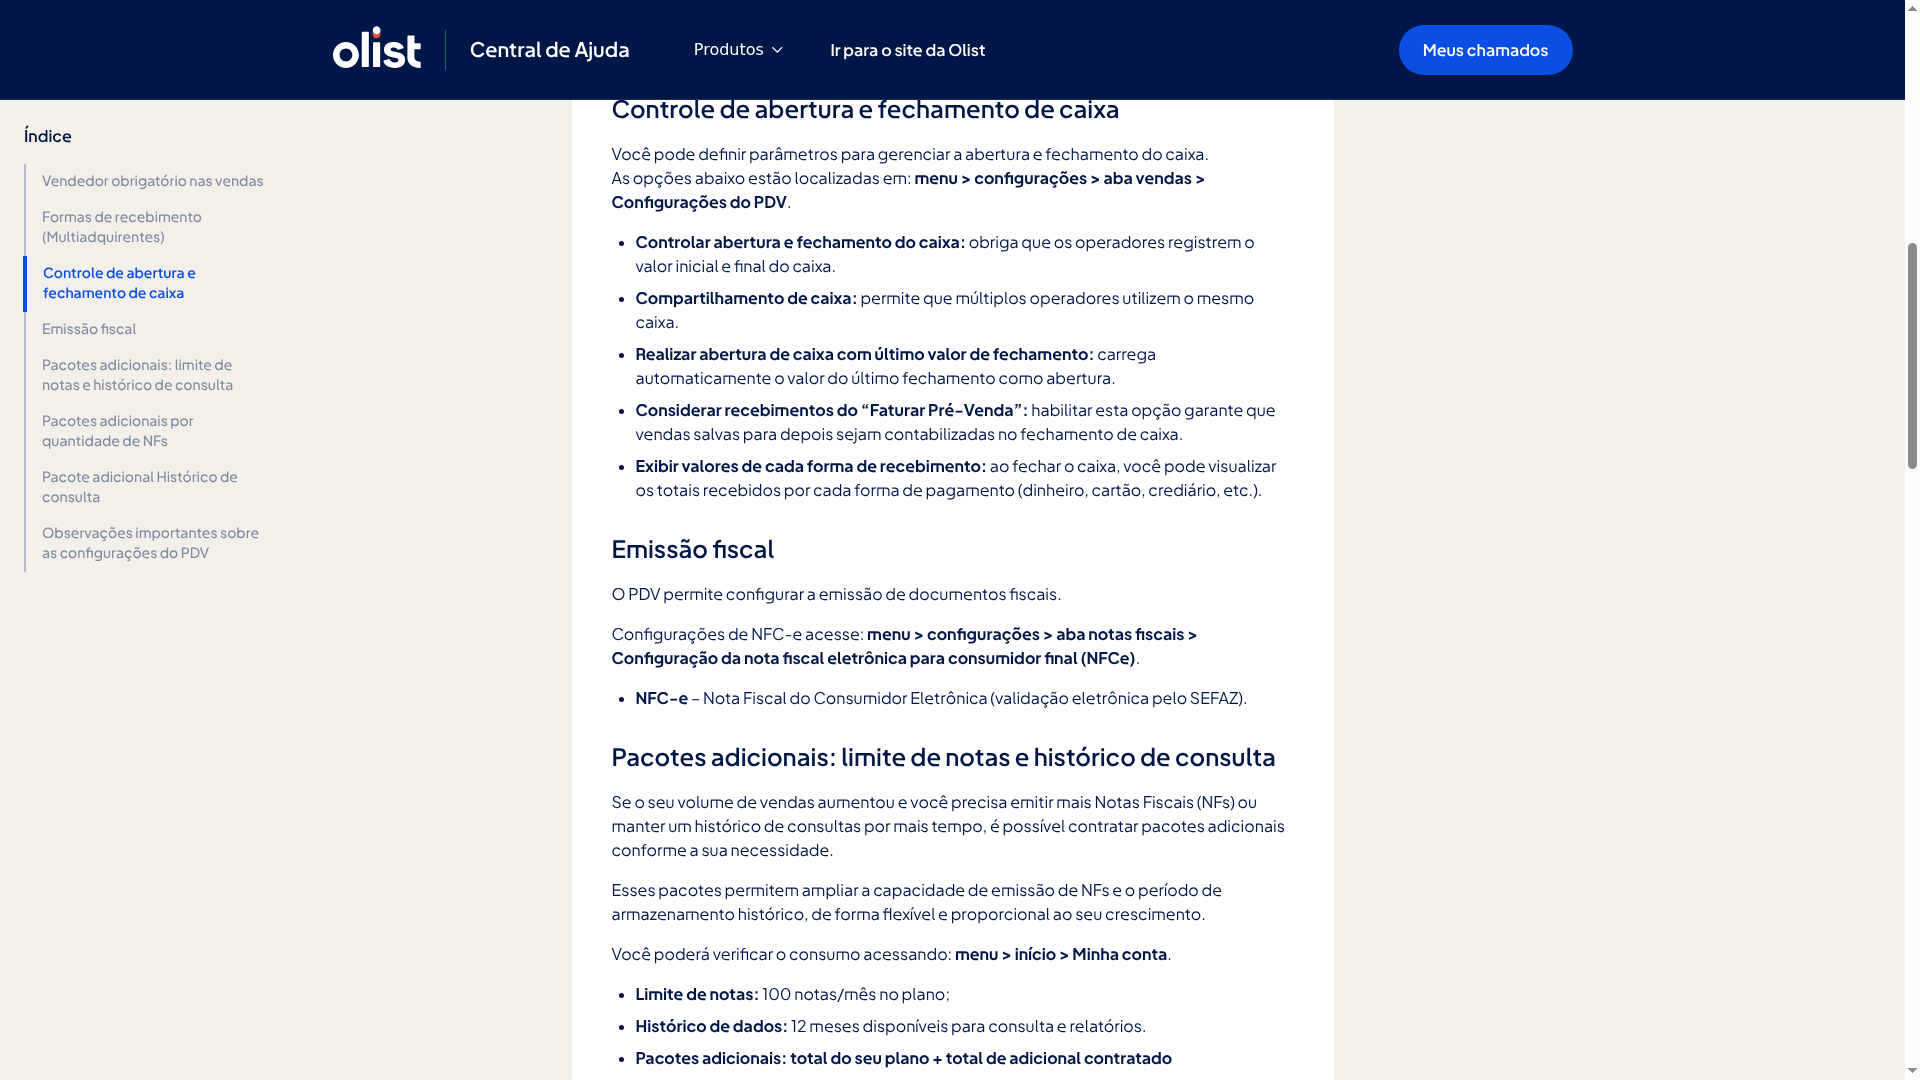 olist
Central de Ajuda
Produtos
Ir para o site da Olist
Meus chamados
Índice
Vendedor obrigatório nas vendas
Formas de recebimento
(Multiadquirentes)
Controle de abertura e
fechamento de caixa
Emissão fiscal
Pacotes adicionais: limite de
notas e histórico de consulta
Pacotes adicionais por
quantidade de NFs
Pacote adicional Histórico de
consulta
Observações importantes sobre
as configurações do PDV
Controle de abertura e fechamento de caixa
Você pode definir parâmetros para gerenciar a abertura e fechamento do caixa.
As opções abaixo estão localizadas em: menu > configurações > aba vendas >
Configurações do PDV.
• Controlar abertura e fechamento do caixa: obriga que os operadores registrem o
valor inicial e final do caixa.
• Compartilhamento de caixa: permite que múltiplos operadores utilizem o mesmo
caixa.
• Realizar abertura de caixa com último valor de fechamento: carrega
automaticamente o valor do último fechamento como abertura.
• Considerar recebimentos do “Faturar Pré-Venda”: habilitar esta opção garante que
vendas salvas para depois sejam contabilizadas no fechamento de caixa.
• Exibir valores de cada forma de recebimento: ao fechar o caixa, você pode visualizar
os totais recebidos por cada forma de pagamento (dinheiro, cartão, crediário, etc.).
Emissão fiscal
O PDV permite configurar a emissão de documentos fiscais.
Configurações de NFC-e acesse: menu > configurações > aba notas fiscais >
Configuração da nota fiscal eletrônica para consumidor final (NFCe).
• NFC-e – Nota Fiscal do Consumidor Eletrônica (validação eletrônica pelo SEFAZ).
Pacotes adicionais: limite de notas e histórico de consulta
Se o seu volume de vendas aumentou e você precisa emitir mais Notas Fiscais (NFs) ou
manter um histórico de consultas por mais tempo, é possível contratar pacotes adicionais
conforme a sua necessidade.
Esses pacotes permitem ampliar a capacidade de emissão de NFs e o período de
armazenamento histórico, de forma flexível e proporcional ao seu crescimento.
Você poderá verificar o consumo acessando: menu > início > Minha conta.
• Limite de notas: 100 notas/mês no plano;
• Histórico de dados: 12 meses disponíveis para consulta e relatórios.
• Pacotes adicionais: total do seu plano + total de adicional contratado